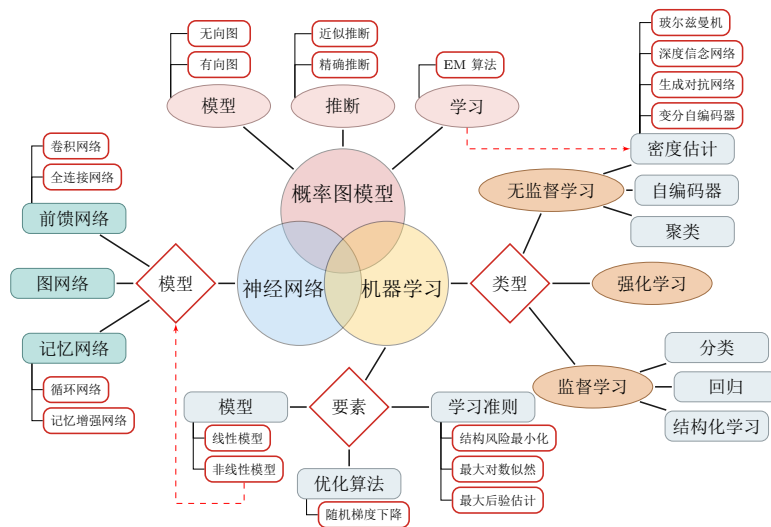 无向图
有向图
模型
近似推断
精确推断
推断
EM 算法
学习
玻尔兹曼机
深度信念网络
生成对抗网络
变分自编码器
密度估计
无监督学习
自编码器
聚类
概率图模型
卷积网络
全连接网络
前馈网络
图网络
模型
记忆网络
循环网络
记忆增强网络
神经网络
机器学习
类型
强化学习
监督学习
分类
回归
结构化学习
要素
模型
线性模型
非线性模型
优化算法
随机梯度下降
学习准则
结构风险最小化
最大对数似然
最大后验估计